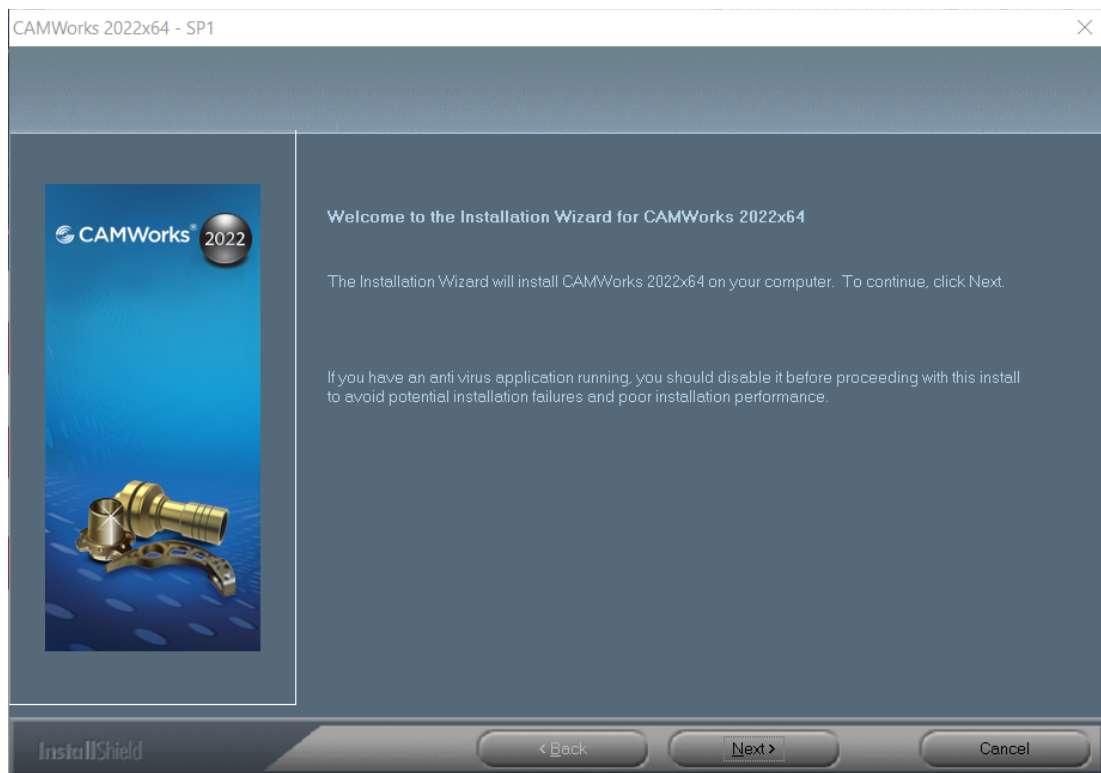 CAMWorks 2022x64 - SP1
CAMWorks® 2022
Welcome to the Installation Wizard for CAMWorks 2022x64
The Installation Wizard will install CAMWorks 2022x64 on your computer. To continue, click Next.
If you have an anti virus application running, you should disable it before proceeding with this install
to avoid potential installation failures and poor installation performance.
InstallShield
< Back
Next >
Cancel